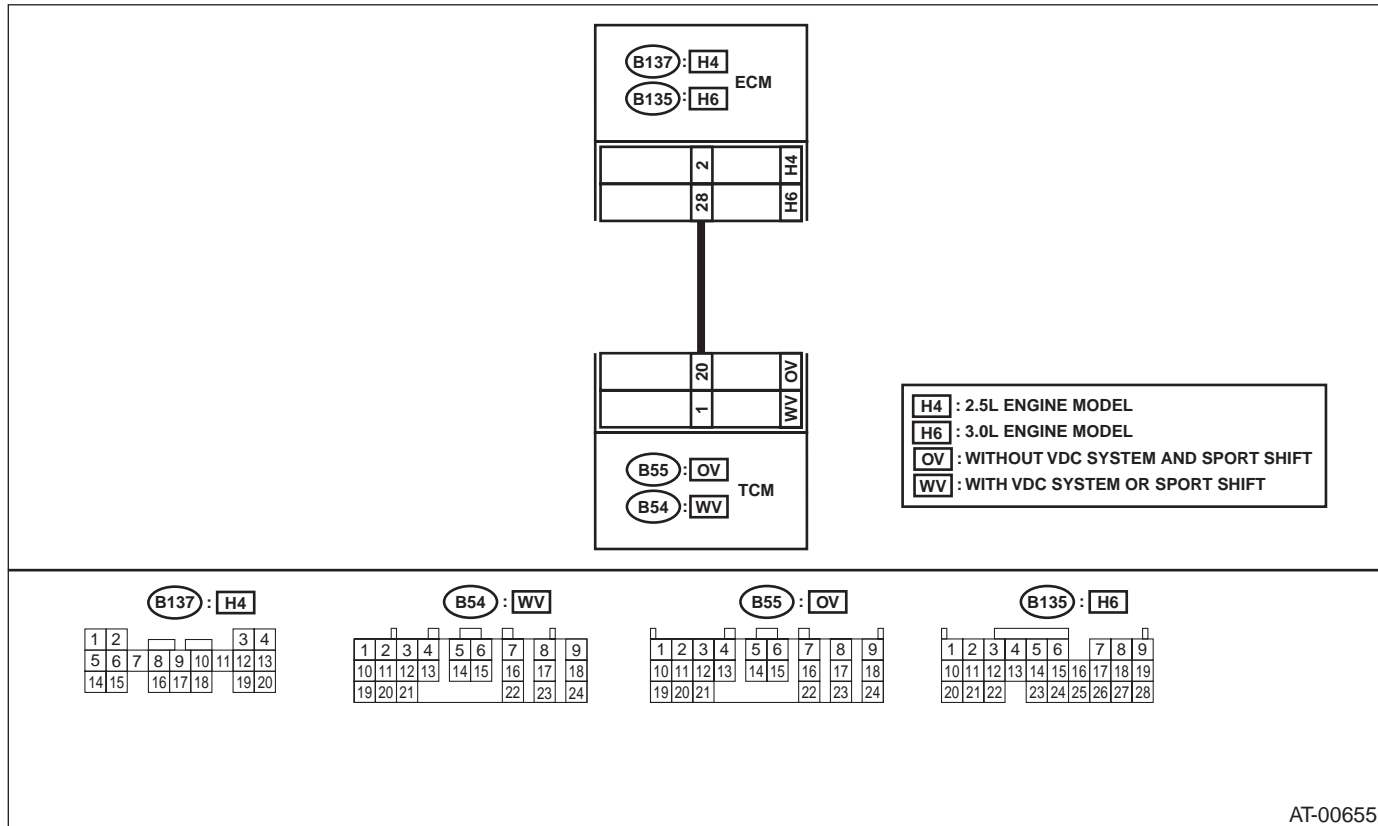 B137 : H4
B135 : H6
ECM
2 H4
28 H6
20 OV
1 WV
B55 : OV
B54 : WV
TCM
H4 : 2.5L ENGINE MODEL
H6 : 3.0L ENGINE MODEL
OV : WITHOUT VDC SYSTEM AND SPORT SHIFT
WV : WITH VDC SYSTEM OR SPORT SHIFT
B137 : H4
1 2 3 4
5 6 7 8 9 10 11 12 13
14 15 16 17 18 19 20
B54 : WV
1 2 3 4 5 6 7 8 9
10 11 12 13 14 15 16 17 18
19 20 21 22 23 24
B55 : OV
1 2 3 4 5 6 7 8 9
10 11 12 13 14 15 16 17 18
19 20 21 22 23 24
B135 : H6
1 2 3 4 5 6 7 8 9
10 11 12 13 14 15 16 17 18 19
20 21 22 23 24 25 26 27 28
AT-00655